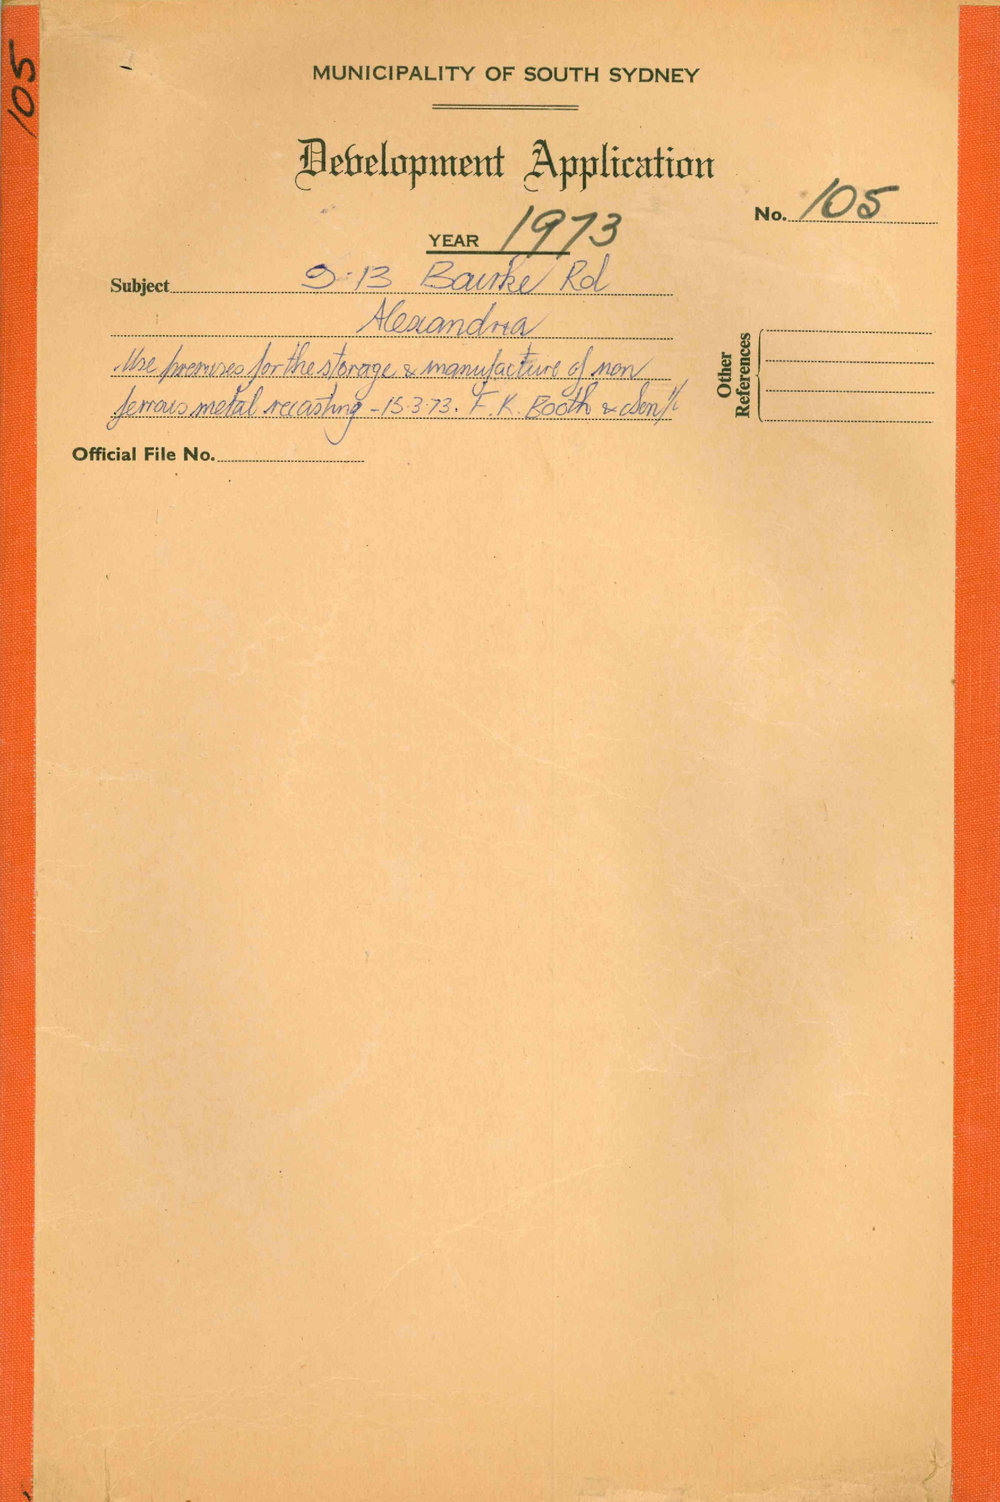 105
MUNICIPALITY OF SOUTH SYDNEY
Development Application
No. 105
YEAR 1973
Subject 9-13 Bourke Rd
Alexandria
Use premises for the storage & manufacture of non
ferrous metal recasting - 15.3.73. F. K. Booth & Son
Other
References
Official File No.